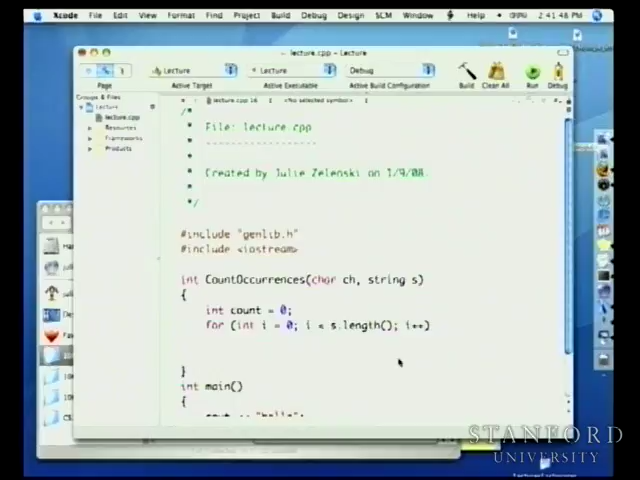 Xcode File Edit View Format Find Project Build Debug Design SCM Window Help 2:41:48 PM
lecture.cpp - Lecture
Lecture Lecture Debug
Page Active Target Active Executable Active Build Configuration Build Clean All Run Debug
Groups & Files
Lecture
lecture.cpp
Resources
Frameworks
Products
lecture.cpp:16 <No selected symbol>
/*
* File: lecture.cpp
* -----------------
*
* Created by Julie Zelenski on 1/9/08.
*
*/
#include "genlib.h"
#include <iostream>
int CountOccurrences(char ch, string s)
{
int count = 0;
for (int i = 0; i < s.length(); i++)
}
int main()
{
cout << "hello";
STANFORD
UNIVERSITY